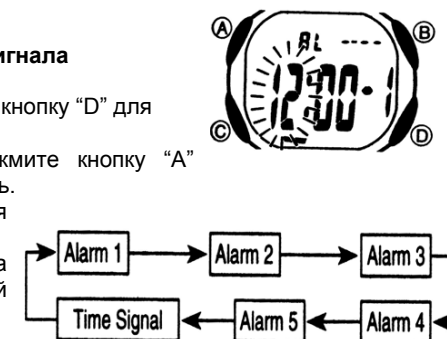 игнала
кнопку “D” для
жмите кнопку “A”
ь.
я
а
й
A
B
C
D
AL ----
12:00-1
Alarm 1
Alarm 2
Alarm 3
Time Signal
Alarm 5
Alarm 4